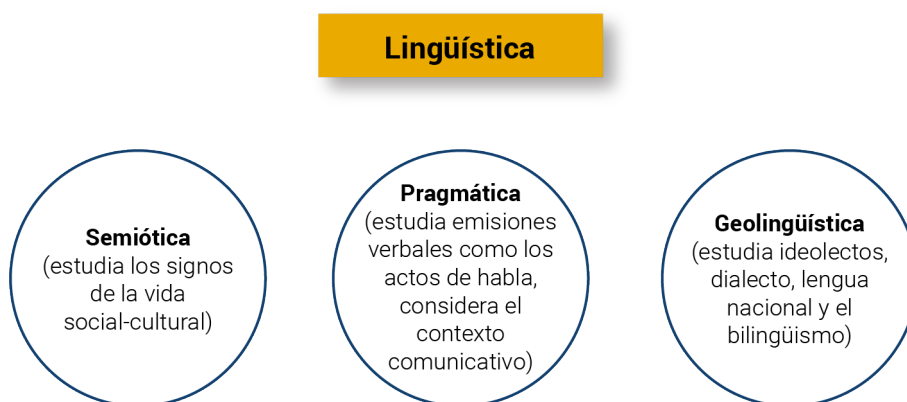 Lingüística
Semiótica
(estudia los signos
de la vida
social-cultural)
Pragmática
(estudia emisiones
verbales como los
actos de habla,
considera el
contexto
comunicativo)
Geolingüística
(estudia ideolectos,
dialecto, lengua
nacional y el
bilingüismo)